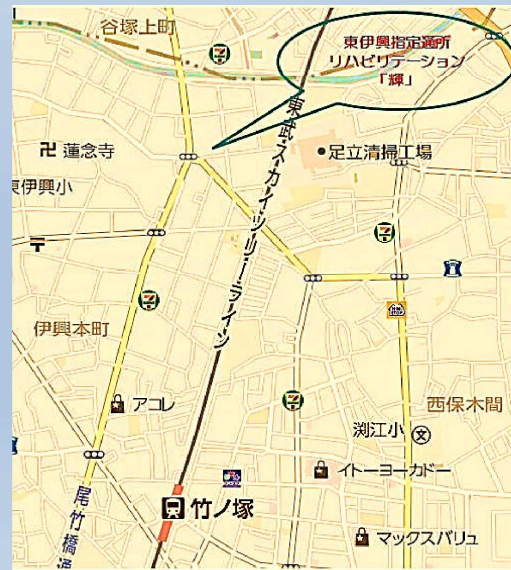 谷塚上町
東伊興指定通所
リハビリテーション
「輝」
東武スカイツリーライン
卍 蓮念寺
足立清掃工場
東伊興小
伊興本町
アコレ
西保木間
渕江小
文
イトーヨーカドー
竹ノ塚
マックスバリュ
尾竹橋通